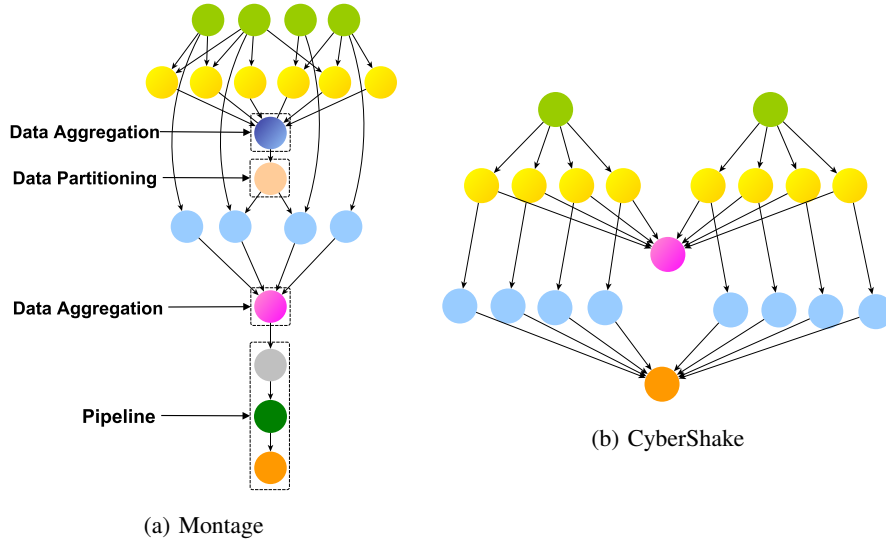 Data Aggregation
Data Partitioning
Data Aggregation
Pipeline
(a) Montage
(b) CyberShake